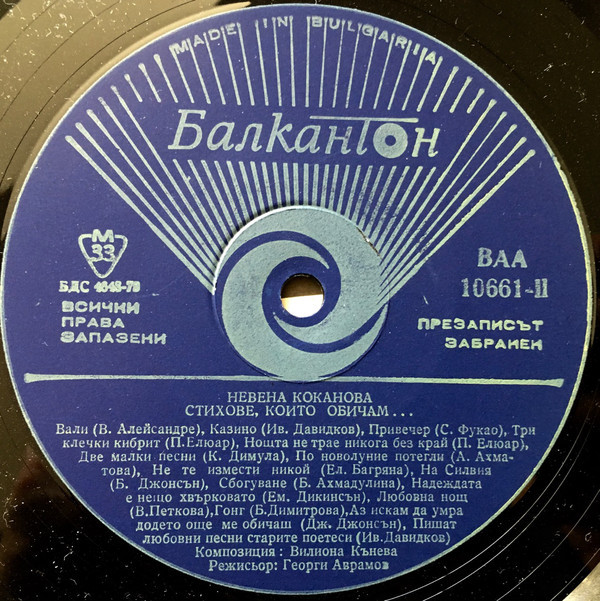 MADE IN BULGARIA
Балкантон
М
33
БДС 4648-78
ВСИЧКИ
ПРАВА
ЗАПАЗЕНИ
ВАА
10661-II
ПРЕЗАПИСЪТ
ЗАБРАНЕН
НЕВЕНА КОКАНОВА
СТИХОВЕ, КОИТО ОБИЧАМ...
Вали (В. Алейсандре), Казино (Ив. Давидков), Привечер (С. Фукао), Три
клечки кибрит (П.Елюар), Нощта не трае никога без край (П. Елюар),
Две малки песни (К. Димула), По новолуние потеглы (А. Ахма-
това), Не те измести никой (Ел. Багряна), На Силвия
(Б. Джонсън), Сбогуване (Б. Ахмадулина), Надеждата
е нещо хвърковато (Ем. Дикинсън), Любовна нощ
(В.Петкова),Гонг (Б.Димитрова),Аз искам да умра
додето още ме обичаш (Дж. Джонсън), Пишат
любовни песни старите поетеси (Ив.Давидков)
Композиция : Вилиона Кънева
Режисьор: Георги Аврамов